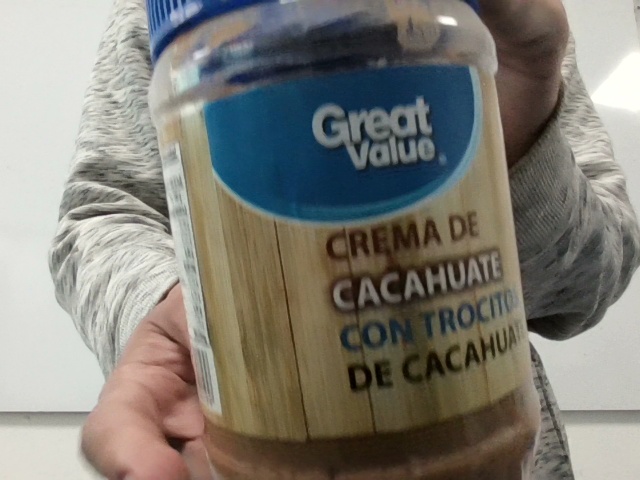 Great
Value
CREMA DE
CACAHUATE
CON TROCITOS
DE CACAHUATE